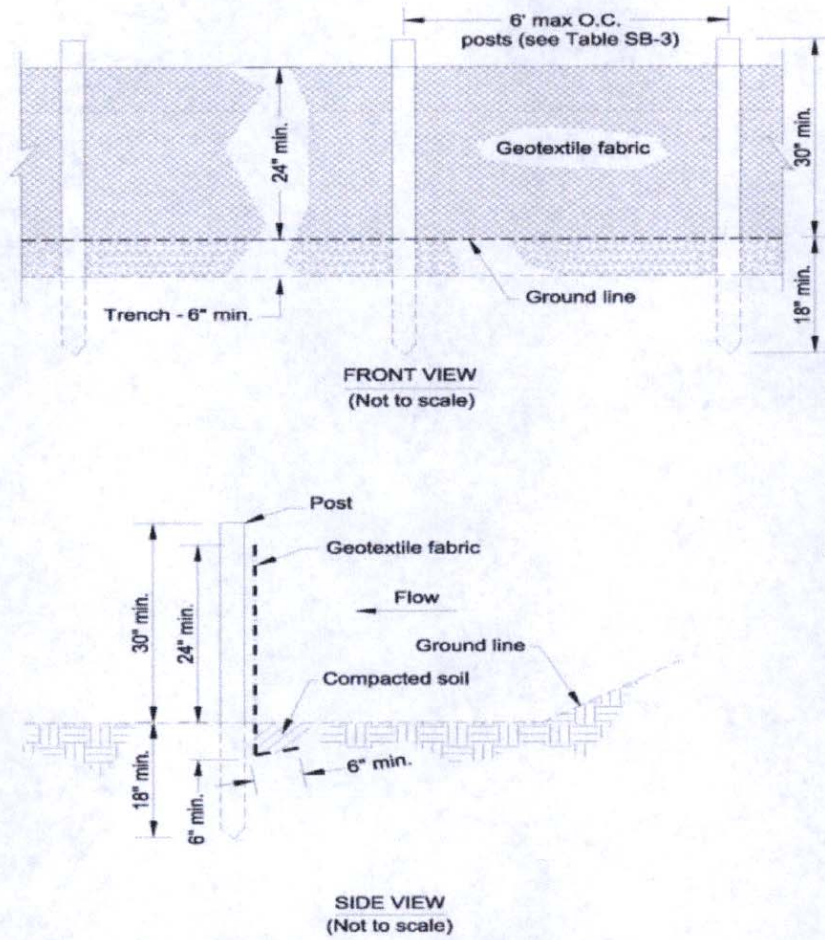 6' max O.C.
posts (see Table SB-3)
24" min.
Geotextile fabric
30" min.
Trench - 6" min.
Ground line
18" min.
FRONT VIEW
(Not to scale)
Post
Geotextile fabric
Flow
30" min.
24" min.
Ground line
Compacted soil
18" min.
6" min.
6" min.
SIDE VIEW
(Not to scale)